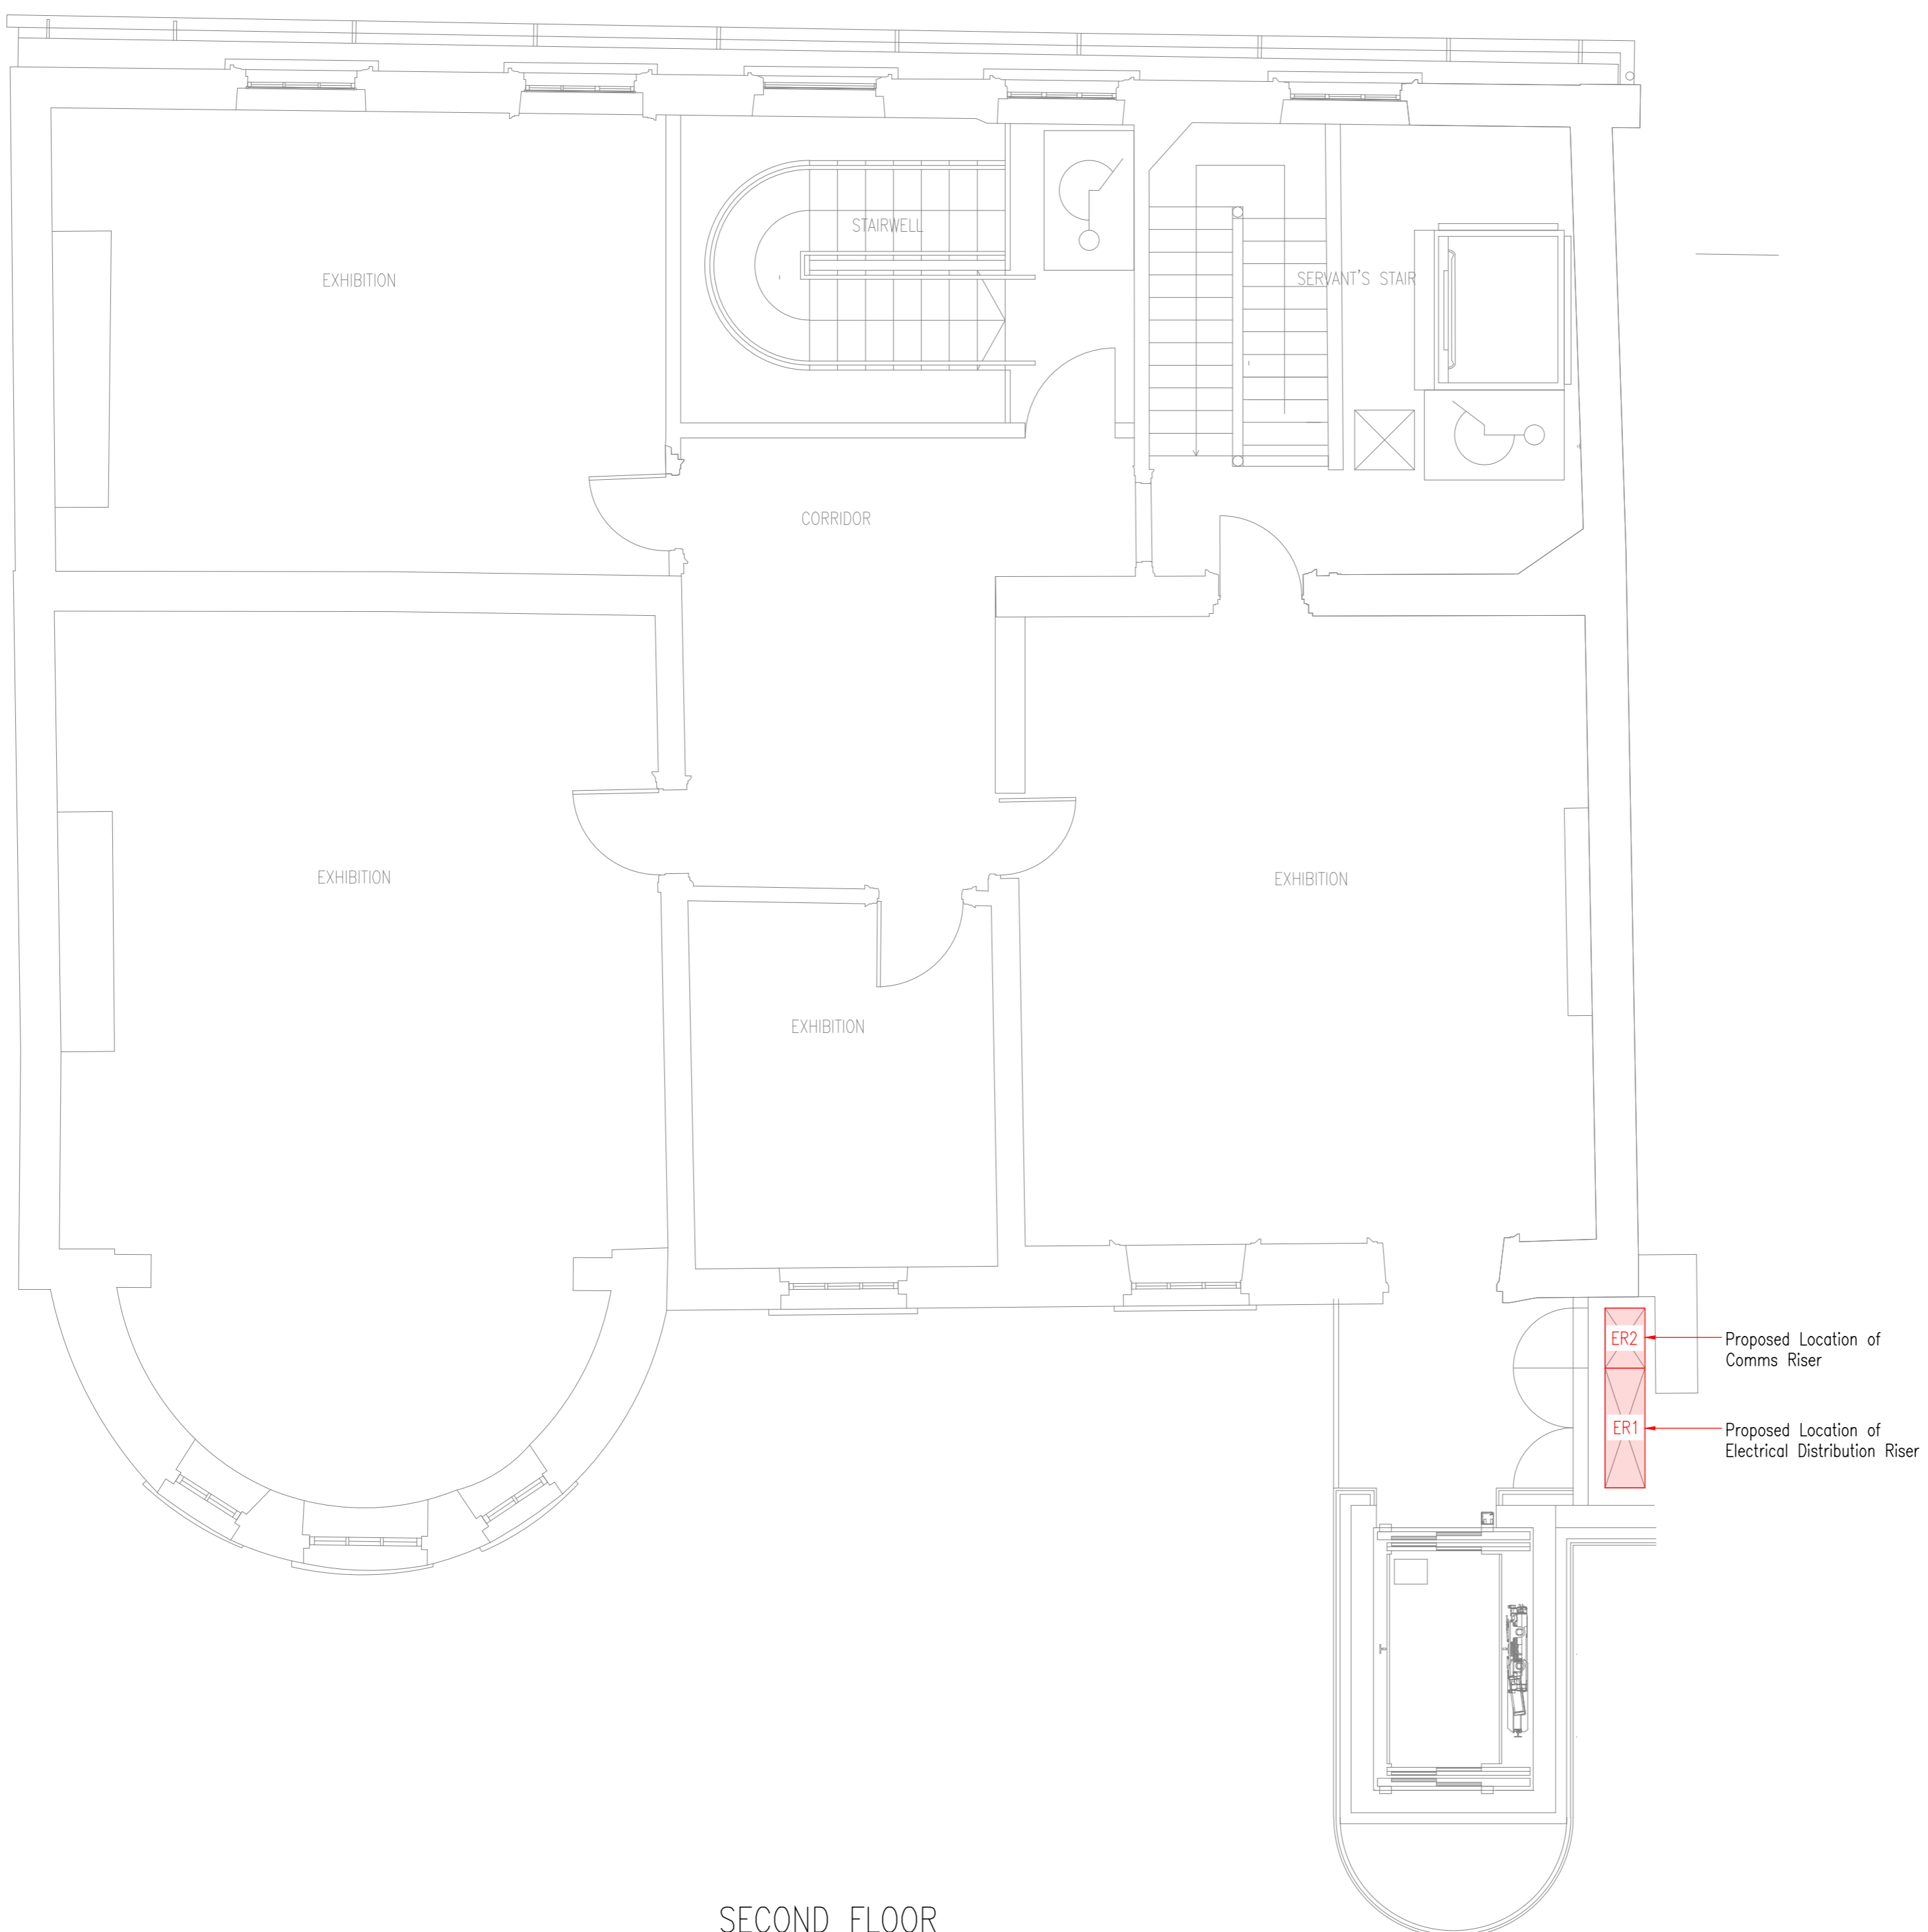 STAIRWELL
EXHIBITION
SERVANT'S STAIR
CORRIDOR
EXHIBITION
EXHIBITION
EXHIBITION
ER2
Proposed Location of
Comms Riser
ER1
Proposed Location of
Electrical Distribution Riser
SECOND FLOOR